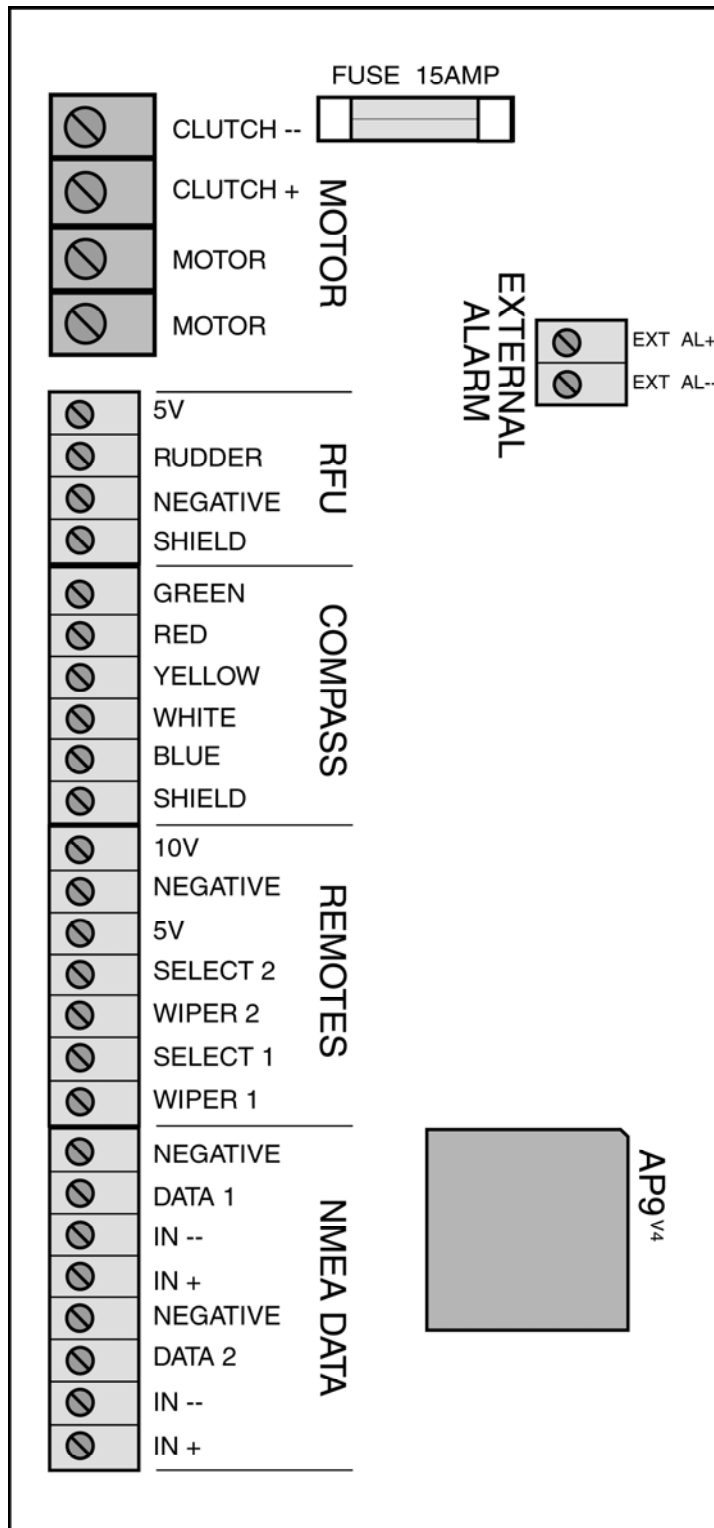 FUSE 15AMP
CLUTCH --
CLUTCH +
MOTOR
MOTOR
MOTOR
EXTERNAL
ALARM
EXT AL+
EXT AL--
5V
RUDDER
NEGATIVE
SHIELD
RFU
GREEN
RED
YELLOW
WHITE
BLUE
SHIELD
COMPASS
10V
NEGATIVE
5V
SELECT 2
WIPER 2
SELECT 1
WIPER 1
REMOTES
NEGATIVE
DATA 1
IN --
IN +
NEGATIVE
DATA 2
IN --
IN +
NMEA DATA
AP9 V4